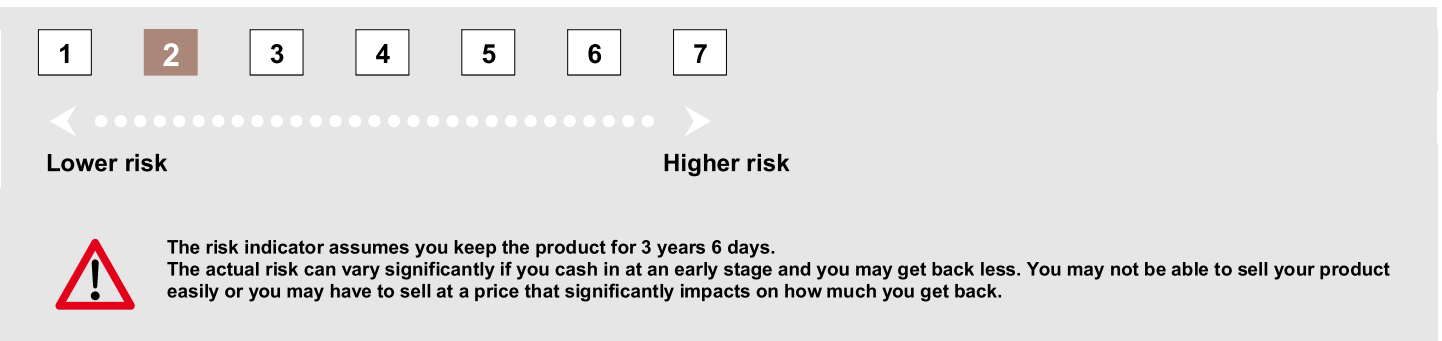 1 2 3 4 5 6 7
Lower risk Higher risk
The risk indicator assumes you keep the product for 3 years 6 days.
The actual risk can vary significantly if you cash in at an early stage and you may get back less. You may not be able to sell your product
easily or you may have to sell at a price that significantly impacts on how much you get back.